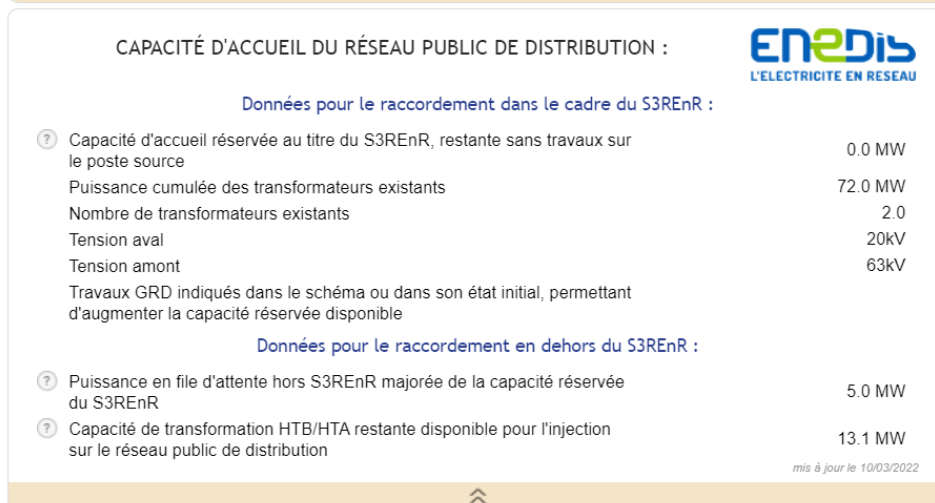 CAPACITÉ D'ACCUEIL DU RÉSEAU PUBLIC DE DISTRIBUTION :
ENEDIS
L'ELECTRICITE EN RESEAU
Données pour le raccordement dans le cadre du S3REnR :
? Capacité d'accueil réservée au titre du S3REnR, restante sans travaux sur
le poste source
0.0 MW
Puissance cumulée des transformateurs existants 72.0 MW
Nombre de transformateurs existants 2.0
Tension aval 20kV
Tension amont 63kV
Travaux GRD indiqués dans le schéma ou dans son état initial, permettant
d'augmenter la capacité réservée disponible
Données pour le raccordement en dehors du S3REnR :
? Puissance en file d'attente hors S3REnR majorée de la capacité réservée
du S3REnR
5.0 MW
? Capacité de transformation HTB/HTA restante disponible pour l'injection
sur le réseau public de distribution
13.1 MW
mis à jour le 10/03/2022